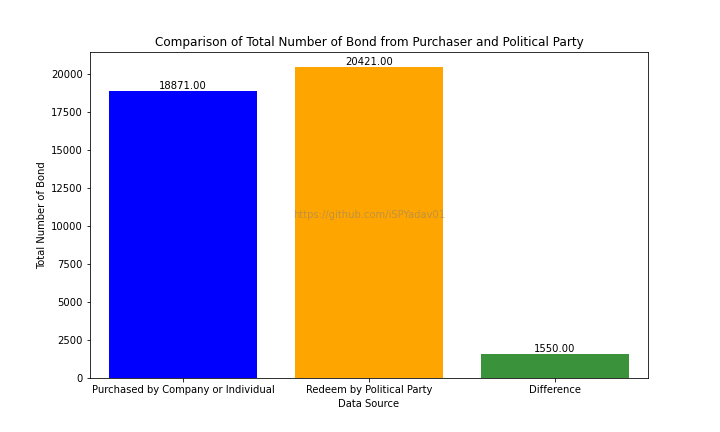 Comparison of Total Number of Bond from Purchaser and Political Party
20421.00
18871.00
1550.00
https://github.com/ISPYadav01
Total Number of Bond
20000
17500
15000
12500
10000
7500
5000
2500
0
Purchased by Company or Individual
Redeem by Political Party
Difference
Data Source